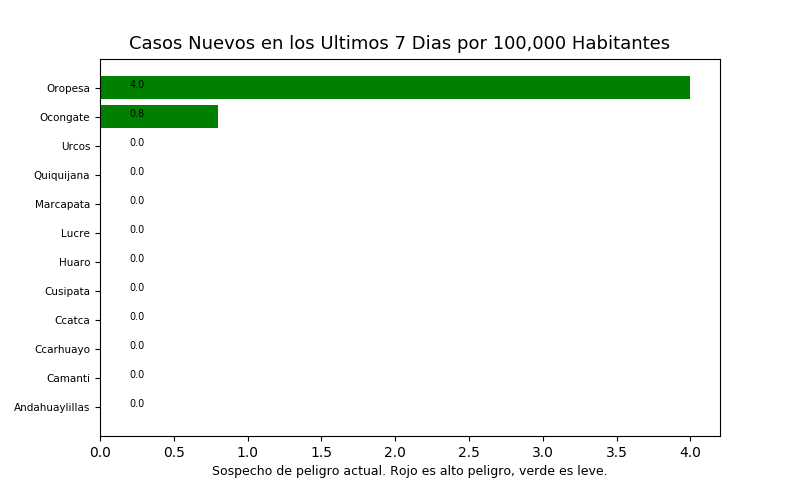 Casos Nuevos en los Ultimos 7 Dias por 100,000 Habitantes
Oropesa 4.0
Ocongate 0.8
Urcos 0.0
Quiquijana 0.0
Marcapata 0.0
Lucre 0.0
Huaro 0.0
Cusipata 0.0
Ccatca 0.0
Ccarhuayo 0.0
Camanti 0.0
Andahuaylillas 0.0
0.0 0.5 1.0 1.5 2.0 2.5 3.0 3.5 4.0
Sospecho de peligro actual. Rojo es alto peligro, verde es leve.